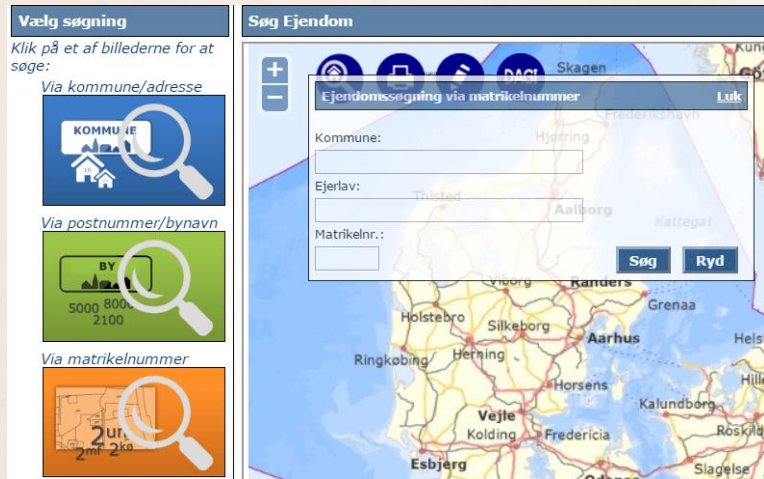 Vælg søgning
Klik på et af billederne for at
søge:
Via kommune/adresse
KOMMUNE
Via postnummer/bynavn
BY
5000 8000
2100
Via matrikelnummer
Søg Ejendom
+
−
DAGI
Skagen
Ejendomssøgning via matrikelnummer
Luk
Frederikshavn
Kommune:
Hjørring
Ejerlav:
Thisted
Aalborg
Kattegat
Matrikelnr.:
Søg
Ryd
Viborg
Randers
Grenaa
Holstebro
Silkeborg
Aarhus
Ringkøbing
Herning
Horsens
Kalundborg
Vejle
Kolding
Fredericia
Esbjerg
Slagelse